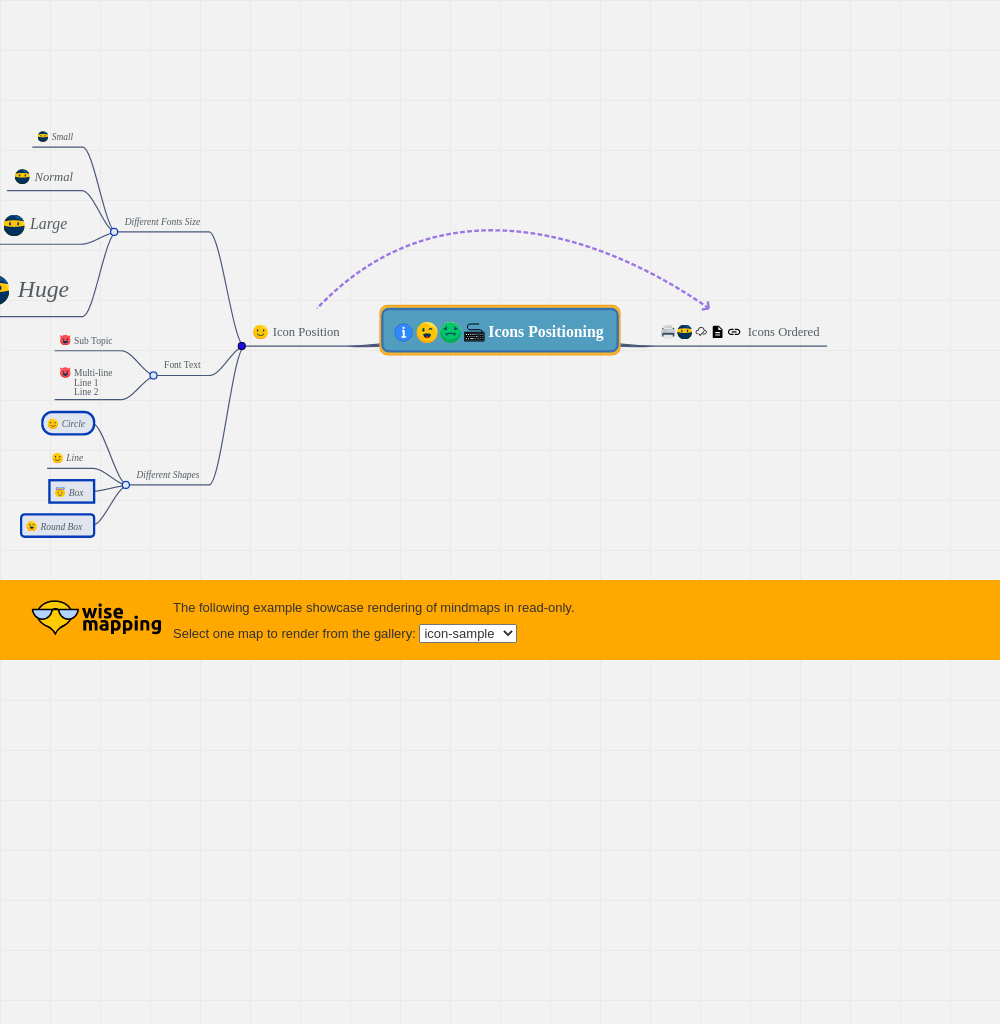 Small
Normal
Large
Huge
Different Fonts Size
Icon Position
Icons Positioning
Icons Ordered
Sub Topic
Font Text
Multi-line
Line 1
Line 2
Circle
Line
Different Shapes
Box
Round Box
wise
mapping
The following example showcase rendering of mindmaps in read-only.
Select one map to render from the gallery: icon-sample